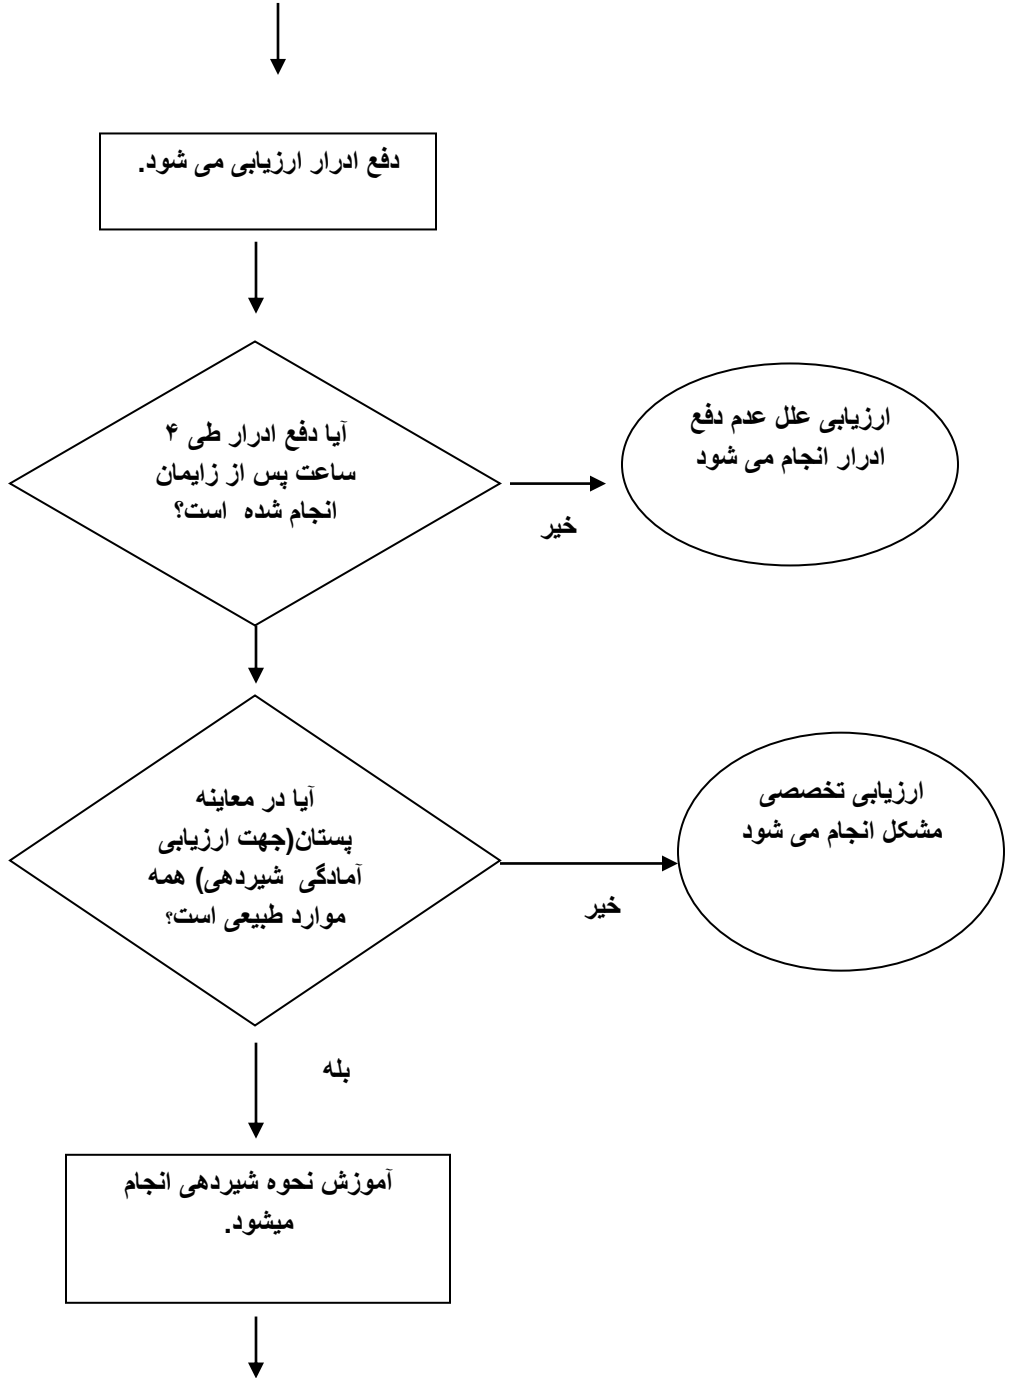 دفع ادرار ارزیابی می شود.
آیا دفع ادرار طی ۴
ساعت پس از زایمان
انجام شده است؟
ارزیابی علل عدم دفع
ادرار انجام می شود
خیر
آیا در معاینه
پستان(جهت ارزیابی
آمادگی شیردهی) همه
موارد طبیعی است؟
ارزیابی تخصصی
مشکل انجام می شود
خیر
بله
آموزش نحوه شیردهی انجام
میشود.